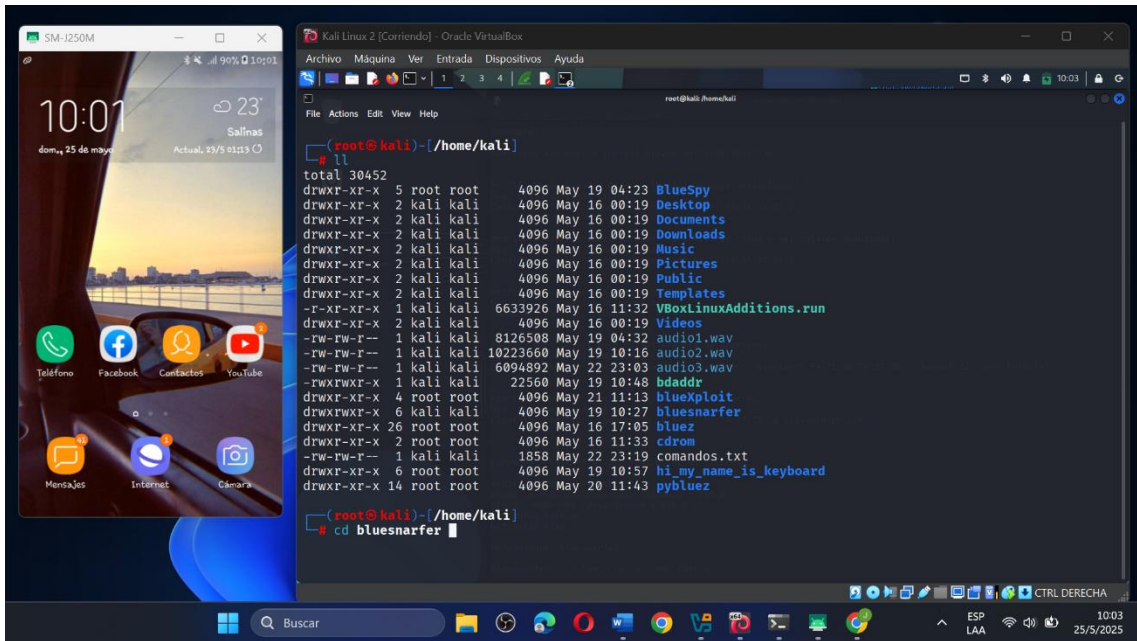 SM-J250M
90% 10:01
10:01
23°
Salinas
dom., 25 de mayo
Actual. 23/5 01:13
Teléfono
Facebook
Contactos
YouTube
2
41
1
Mensajes
Internet
Cámara
Kali Linux 2 [Corriendo] - Oracle VirtualBox
Archivo Máquina Ver Entrada Dispositivos Ayuda
1 2 3 4
10:03
root@kali: /home/kali
File Actions Edit View Help
┌──(root㉿kali)-[/home/kali]
└─# ll
total 30452
drwxr-xr-x 5 root root 4096 May 19 04:23 BlueSpy
drwxr-xr-x 2 kali kali 4096 May 16 00:19 Desktop
drwxr-xr-x 2 kali kali 4096 May 16 00:19 Documents
drwxr-xr-x 2 kali kali 4096 May 16 00:19 Downloads
drwxr-xr-x 2 kali kali 4096 May 16 00:19 Music
drwxr-xr-x 2 kali kali 4096 May 16 00:19 Pictures
drwxr-xr-x 2 kali kali 4096 May 16 00:19 Public
drwxr-xr-x 2 kali kali 4096 May 16 00:19 Templates
-r-xr-xr-x 1 kali kali 6633926 May 16 11:32 VBoxLinuxAdditions.run
drwxr-xr-x 2 kali kali 4096 May 16 00:19 Videos
-rw-rw-r-- 1 kali kali 8126508 May 19 04:32 audio1.wav
-rw-rw-r-- 1 kali kali 10223660 May 19 10:16 audio2.wav
-rw-rw-r-- 1 kali kali 6094892 May 22 23:03 audio3.wav
-rwxrwxr-x 1 kali kali 22560 May 19 10:48 bdaddr
drwxr-xr-x 4 root root 4096 May 21 11:13 blueXploit
drwxrwxr-x 6 kali kali 4096 May 19 10:27 bluesnarfer
drwxr-xr-x 26 root root 4096 May 16 17:05 bluez
drwxr-xr-x 2 root root 4096 May 16 11:33 cdrom
-rw-rw-r-- 1 kali kali 1858 May 22 23:19 comandos.txt
drwxr-xr-x 6 root root 4096 May 19 10:57 hi_my_name_is_keyboard
drwxr-xr-x 14 root root 4096 May 20 11:43 pybluez
┌──(root㉿kali)-[/home/kali]
└─# cd bluesnarfer
CTRL DERECHA
Buscar
ESP
LAA
10:03
25/5/2025